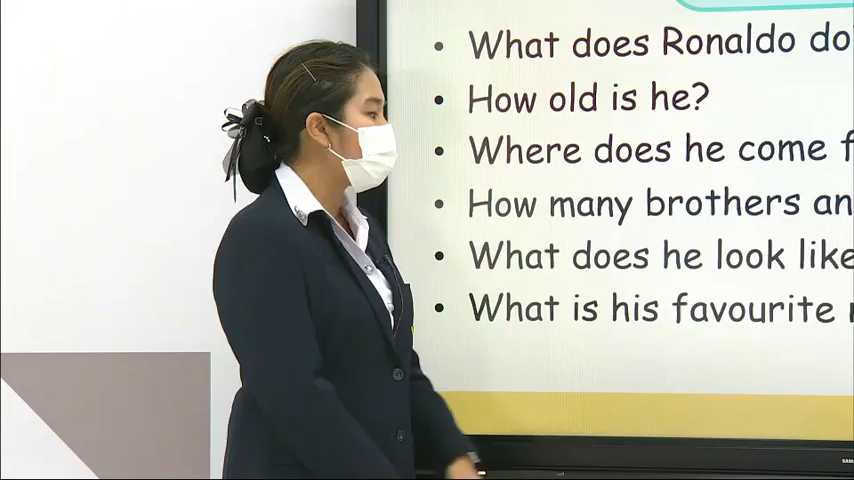 What does Ronaldo do
How old is he?
Where does he come f
How many brothers an
What does he look like
What is his favourite
SAMSUNG